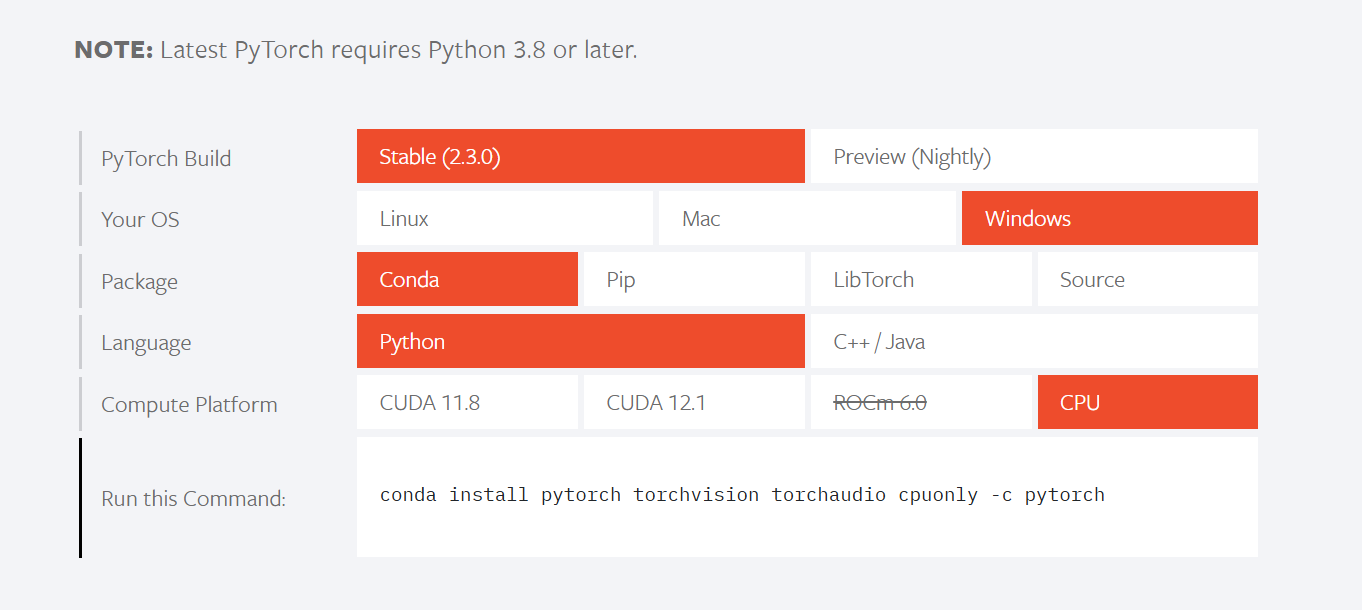 NOTE: Latest PyTorch requires Python 3.8 or later.
PyTorch Build Stable (2.3.0) Preview (Nightly)
Your OS Linux Mac Windows
Package Conda Pip LibTorch Source
Language Python C++ / Java
Compute Platform CUDA 11.8 CUDA 12.1 ROCm 6.0 CPU
Run this Command: conda install pytorch torchvision torchaudio cpuonly -c pytorch